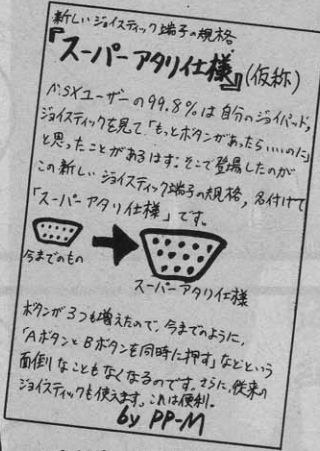 新しいジョイスティック端子の規格
『スーパーアタリ仕様』(仮称)
MSXユーザーの99.8%は自分のジョイパッド,
ジョイスティックを見て「もっとボタンがあったらいいのに」
と思ったことがあるはず。そこで登場したのが
この新しいジョイスティック端子の規格,名付けて
「スーパーアタリ仕様」です。
今までのもの
スーパーアタリ仕様
ボタンが3つも増えたので、今までのように,
「AボタンとBボタンを同時に押す」などという
面倒なこともなくなるのです。さらに,従来の
ジョイスティックも使えます。これは便利。
by PP-M